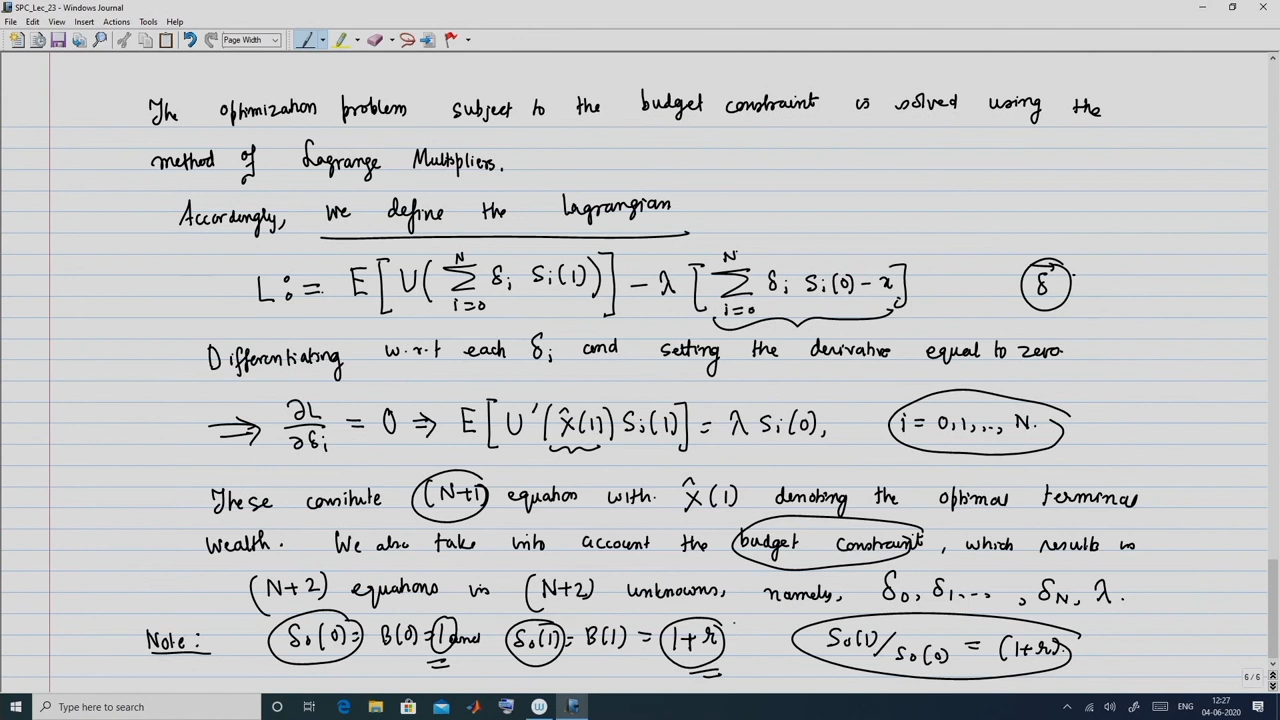 SPC_Lec_23 - Windows Journal
File Edit View Insert Actions Tools Help
Page Width
The optimization problem subject to the budget constraint is solved using the
method of Lagrange Multipliers.
Accordingly, we define the Lagrangian
L := E[U(∑_{i=0}^{N} δ_i S_i(1))] - λ[∑_{i=0}^{N} δ_i S_i(0) - x] δ
Differentiating w.r.t each δ_i and setting the derivative equal to zero
⇒ ∂L/∂δ_i = 0 ⇒ E[U'(X̂(1)) S_i(1)] = λ S_i(0), i = 0,1,..., N.
These comitute (N+1) equation with X̂(1) denoting the optimal terminal
wealth. We also take into account the budget constraint, which results in
(N+2) equations in (N+2) unknowns, namely, δ_0, δ_1..., δ_N, λ.
Note: S_0(0) = B(0) = 1 and S_0(1) = B(1) = 1+r S_0(1)/S_0(0) = (1+r).
6/6
Type here to search
12:27
04-06-2020